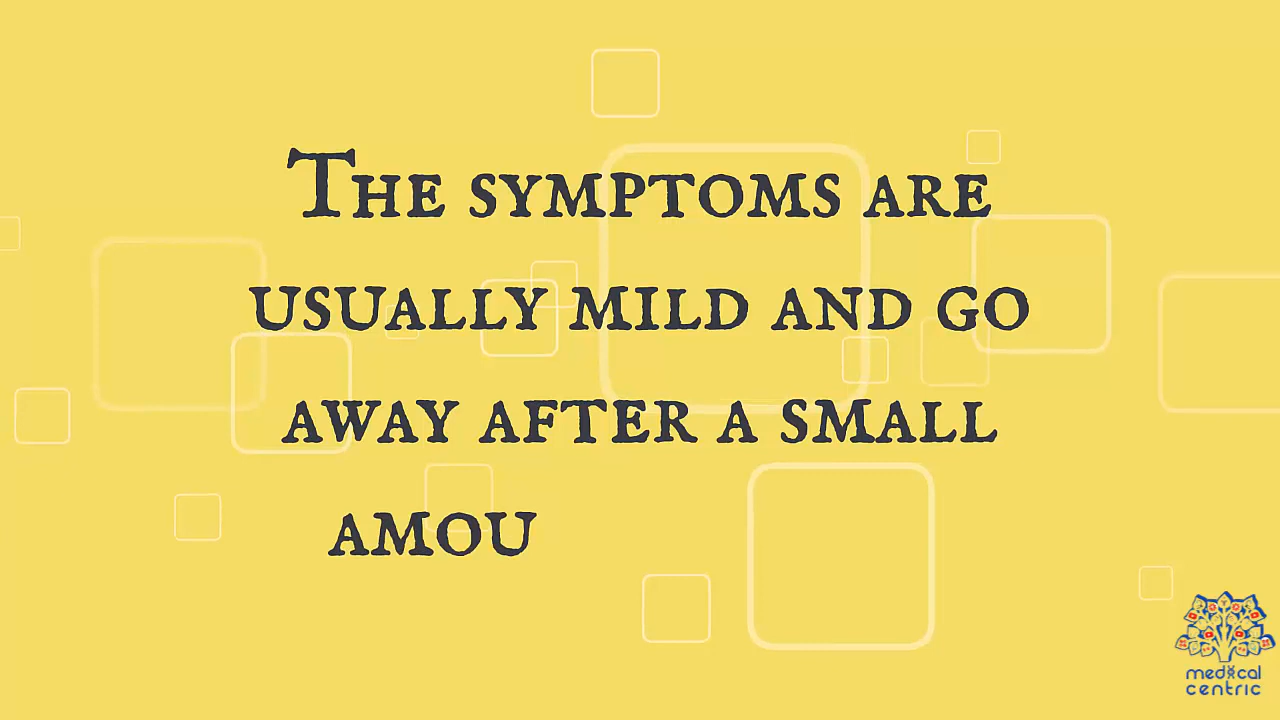 The symptoms are
usually mild and go
away after a small
amou
medical
centric